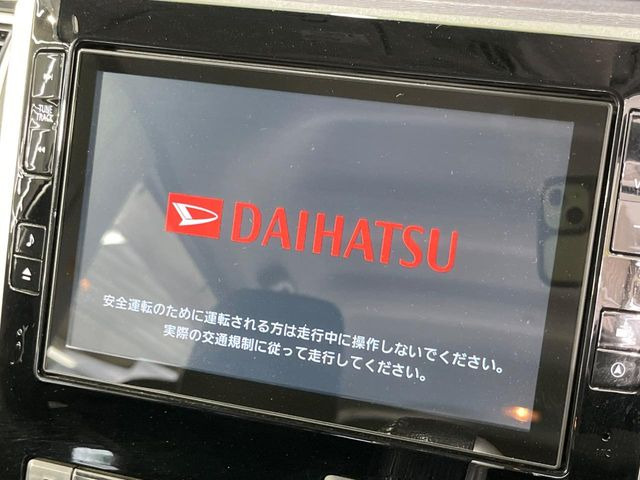 TUNE
TRACK
DAIHATSU
安全運転のために運転される方は走行中に操作しないでください。
実際の交通規制に従って走行してください。